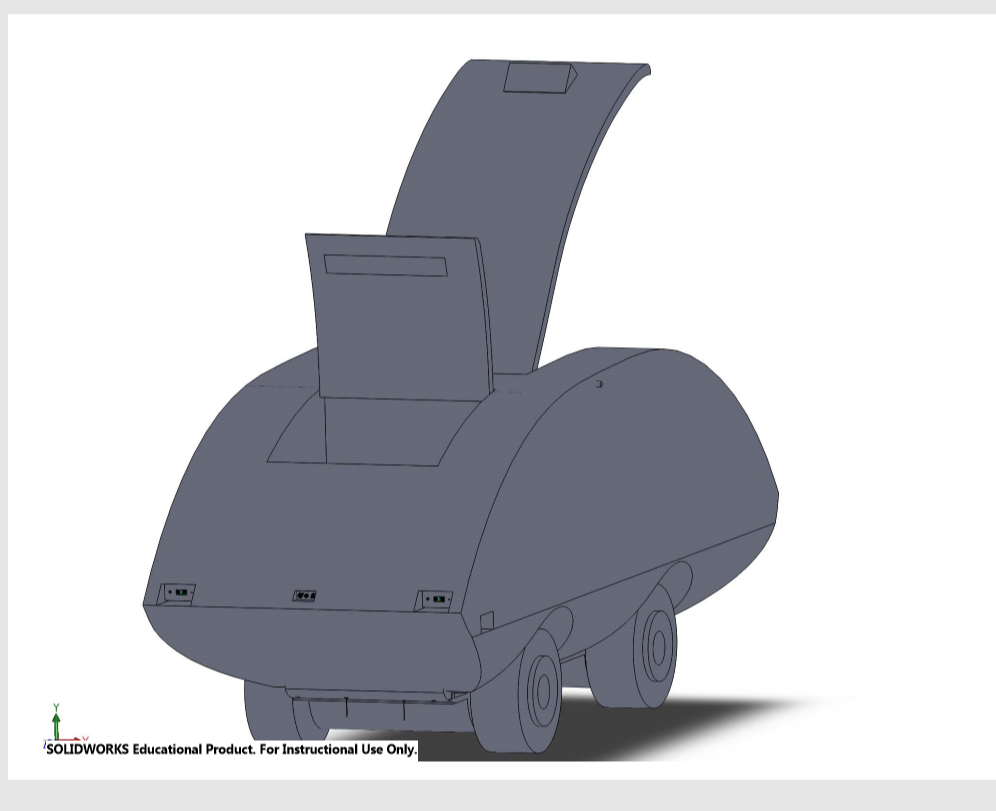 Y
SOLIDWORKS Educational Product. For Instructional Use Only.